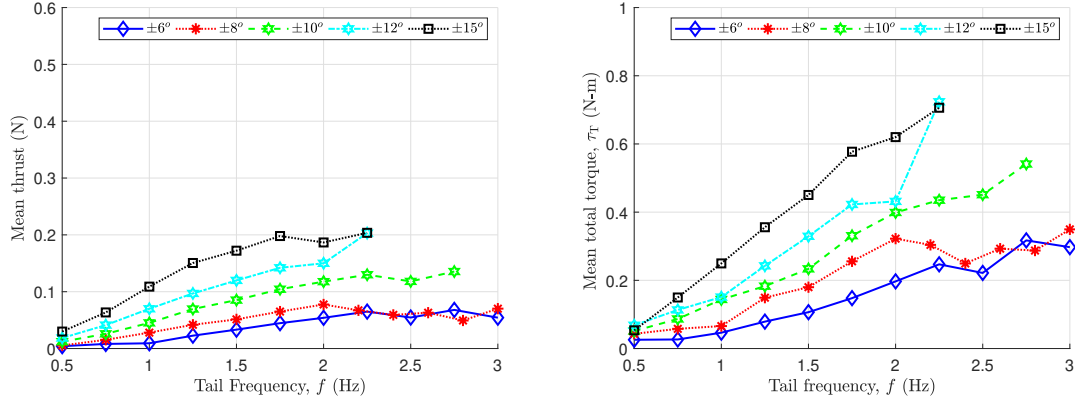 ±6° ±8° ±10° ±12° ±15°
0.6
0.5
0.4
0.3
0.2
0.1
0
Mean thrust (N)
0.5 1 1.5 2 2.5 3
Tail Frequency, f (Hz)
±6° ±8° ±10° ±12° ±15°
1
0.8
0.6
0.4
0.2
0
Mean total torque, τT (N-m)
0.5 1 1.5 2 2.5 3
Tail frequency, f (Hz)